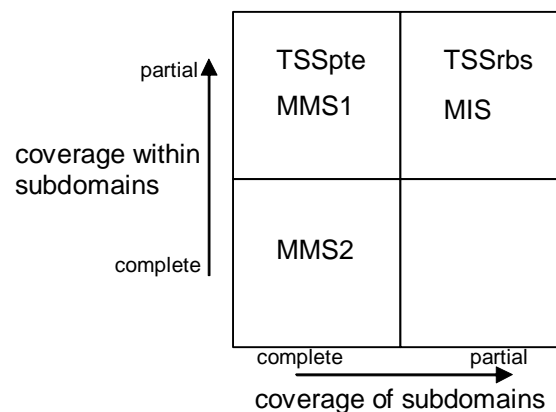 TSSpte
TSSrbs
partial
MMS1
MIS
coverage within
subdomains
MMS2
complete
complete
partial
coverage of subdomains